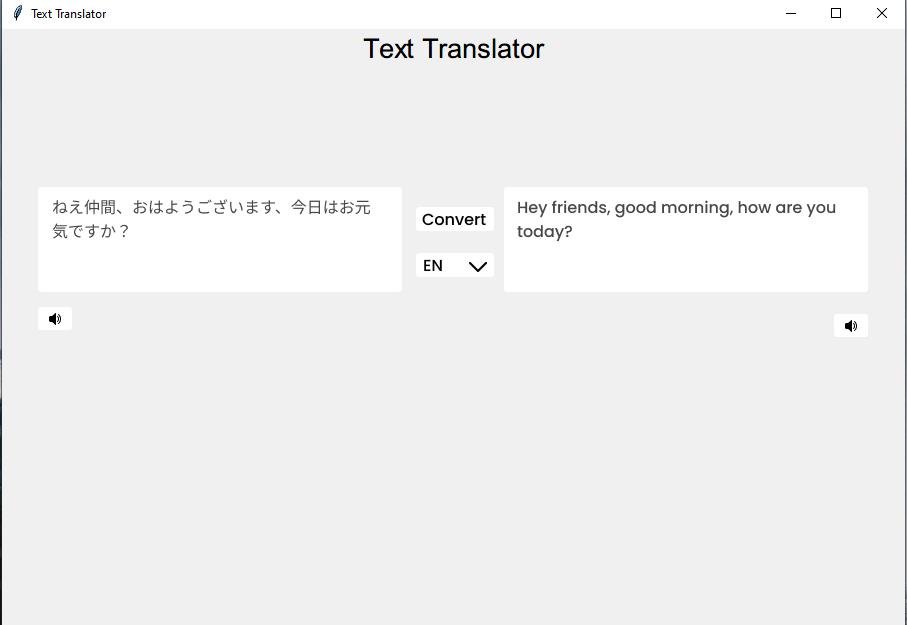 Text Translator
Text Translator
ねえ仲間、おはようございます、今日はお元
気ですか？
Convert
EN
Hey friends, good morning, how are you
today?